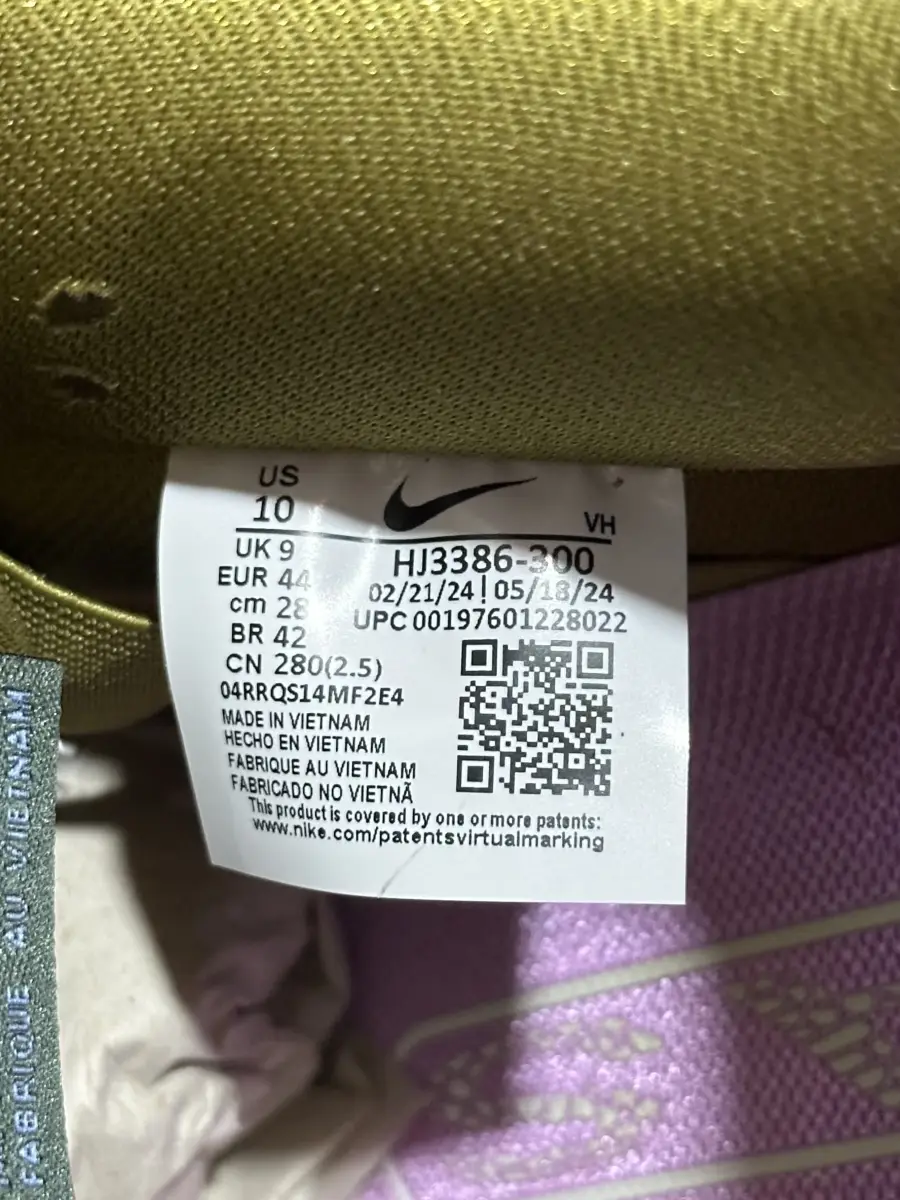 US
10
VH
UK 9
HJ3386-300
EUR 44
02/21/24 | 05/18/24
cm 28
UPC 00197601228022
BR 42
CN 280(2.5)
04RRQS14MF2E4
MADE IN VIETNAM
HECHO EN VIETNAM
FABRIQUE AU VIETNAM
FABRICADO NO VIETNÃ
This product is covered by one or more patents:
www.nike.com/patentsvirtualmarking
FABRIQUE AU VIETNAM